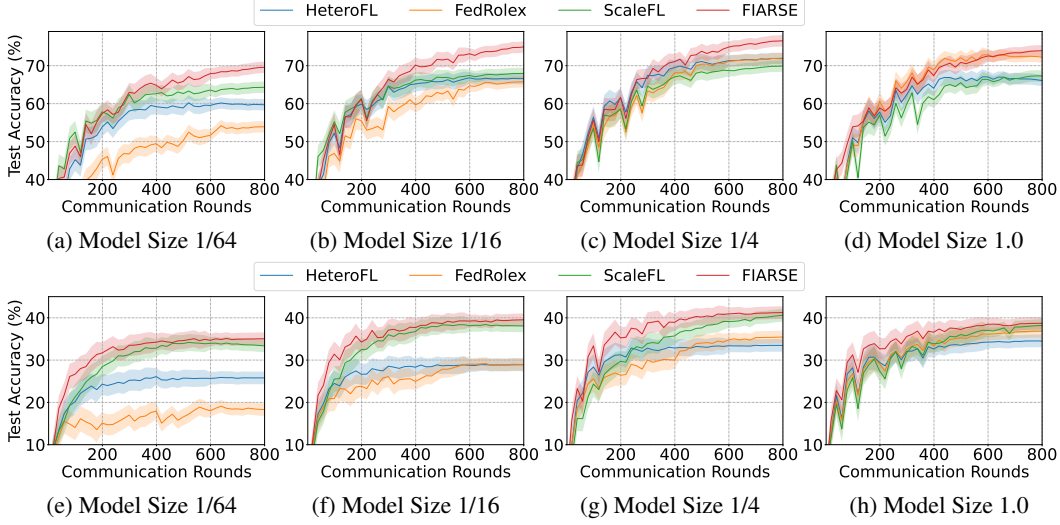 HeteroFL FedRolex ScaleFL FIARSE
Test Accuracy (%)
70
60
50
40
200 400 600 800
Communication Rounds
(a) Model Size 1/64
70
60
50
40
200 400 600 800
Communication Rounds
(b) Model Size 1/16
70
60
50
40
200 400 600 800
Communication Rounds
(c) Model Size 1/4
70
60
50
40
200 400 600 800
Communication Rounds
(d) Model Size 1.0
HeteroFL FedRolex ScaleFL FIARSE
Test Accuracy (%)
40
30
20
10
200 400 600 800
Communication Rounds
(e) Model Size 1/64
40
30
20
10
200 400 600 800
Communication Rounds
(f) Model Size 1/16
40
30
20
10
200 400 600 800
Communication Rounds
(g) Model Size 1/4
40
30
20
10
200 400 600 800
Communication Rounds
(h) Model Size 1.0